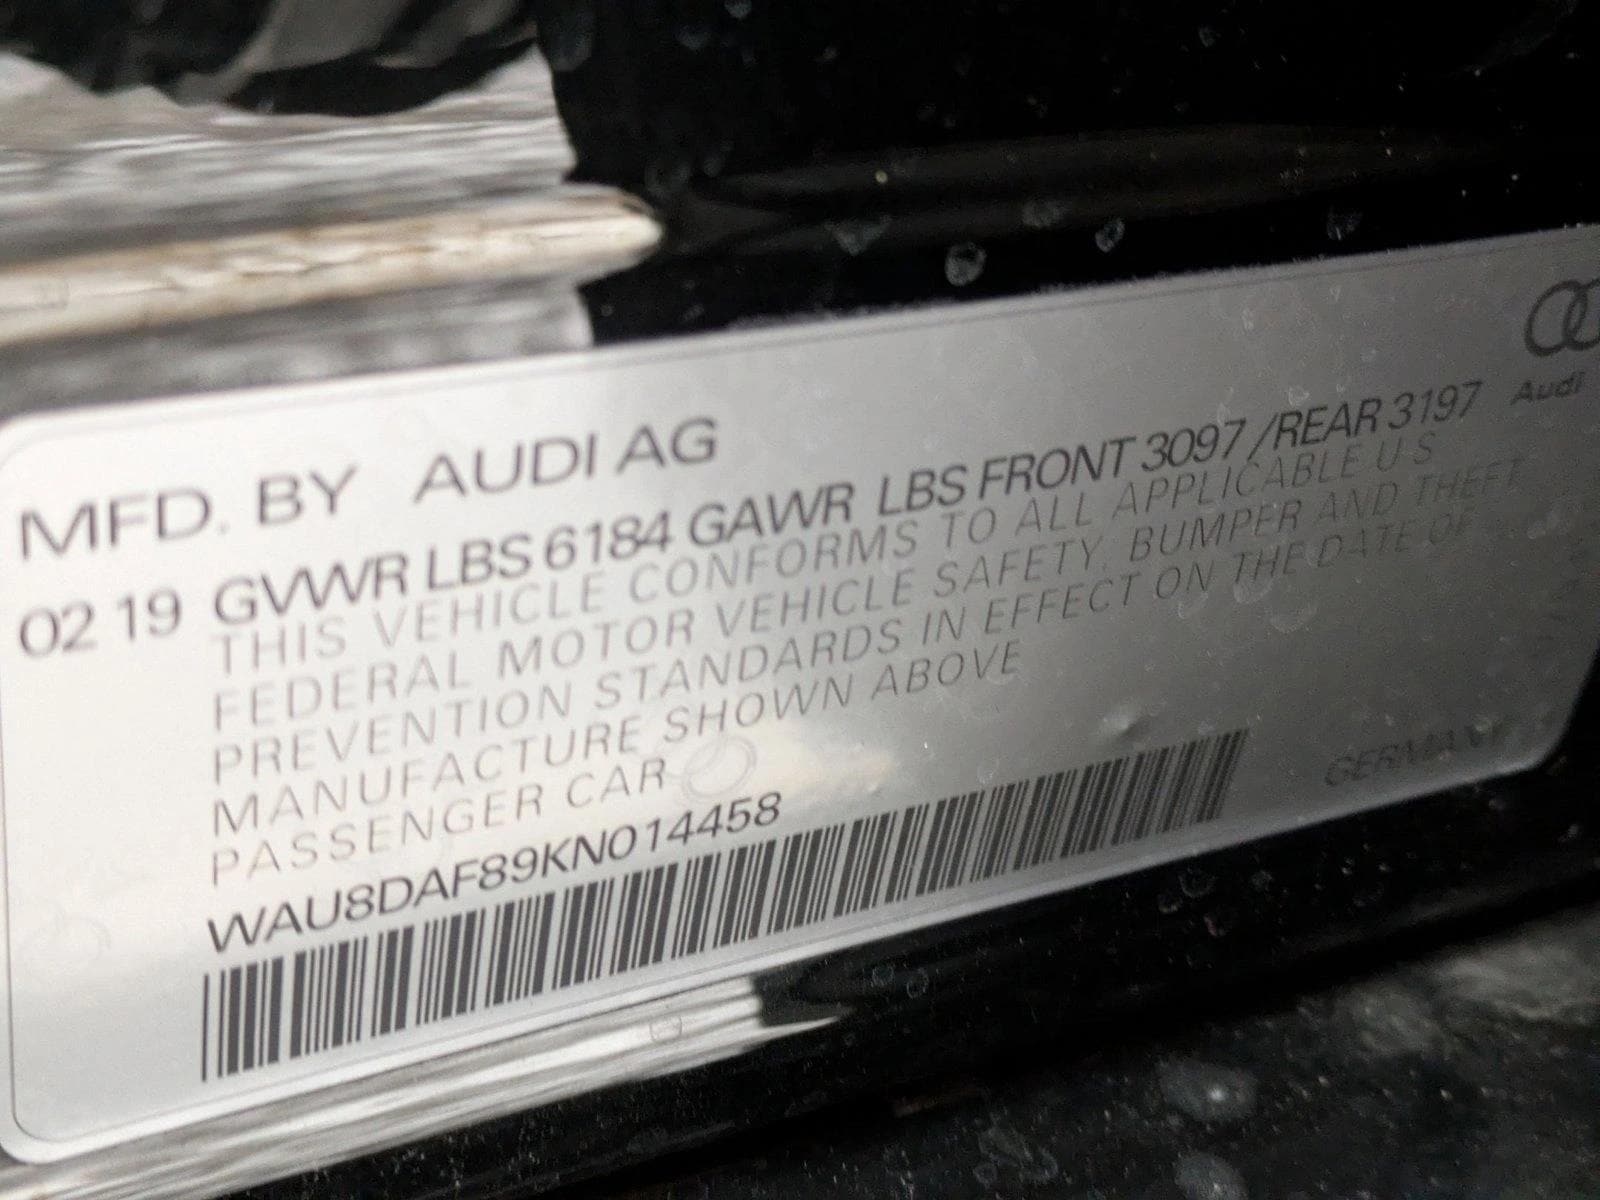 Audi
MFD. BY AUDI AG
02 19 GVWR LBS 6184 GAWR LBS FRONT 3097 /REAR 3197
THIS VEHICLE CONFORMS TO ALL APPLICABLE U S
FEDERAL MOTOR VEHICLE SAFETY, BUMPER AND THEFT
PREVENTION STANDARDS IN EFFECT ON THE DATE OF
MANUFACTURE SHOWN ABOVE
PASSENGER CAR
WAU8DAF89KN014458
GERMANY